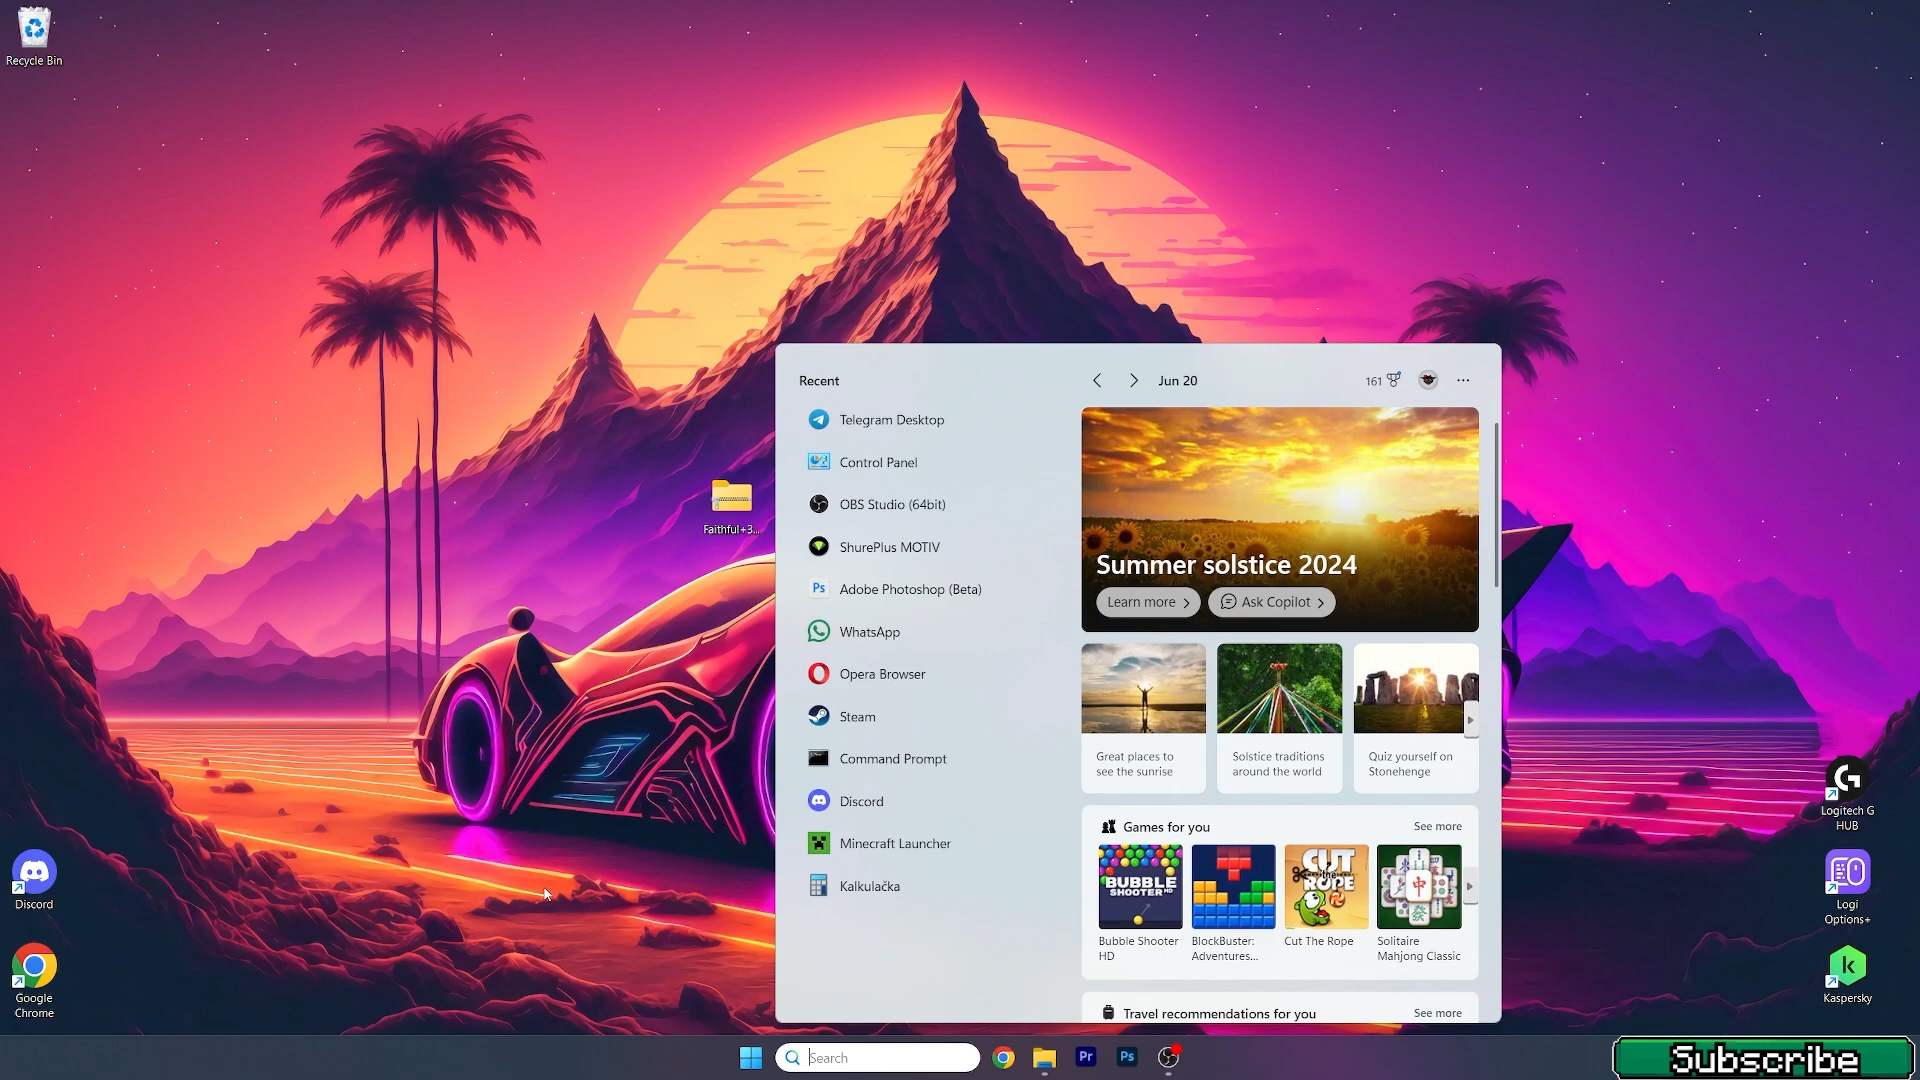 Recycle Bin
Faithful+3...
Discord
Google
Chrome
Recent
Telegram Desktop
Control Panel
OBS Studio (64bit)
ShurePlus MOTIV
Adobe Photoshop (Beta)
WhatsApp
Opera Browser
Steam
Command Prompt
Discord
Minecraft Launcher
Kalkulačka
Jun 20
161
Summer solstice 2024
Learn more
Ask Copilot
Great places to
see the sunrise
Solstice traditions
around the world
Quiz yourself on
Stonehenge
Games for you
See more
BUBBLE
SHOOTER HD
CUT
the
ROPE
中
發
Bubble Shooter
HD
BlockBuster:
Adventures...
Cut The Rope
Solitaire
Mahjong Classic
Travel recommendations for you
See more
Logitech G
HUB
Logi
Options+
Kaspersky
Search
Pr
Ps
Subscribe